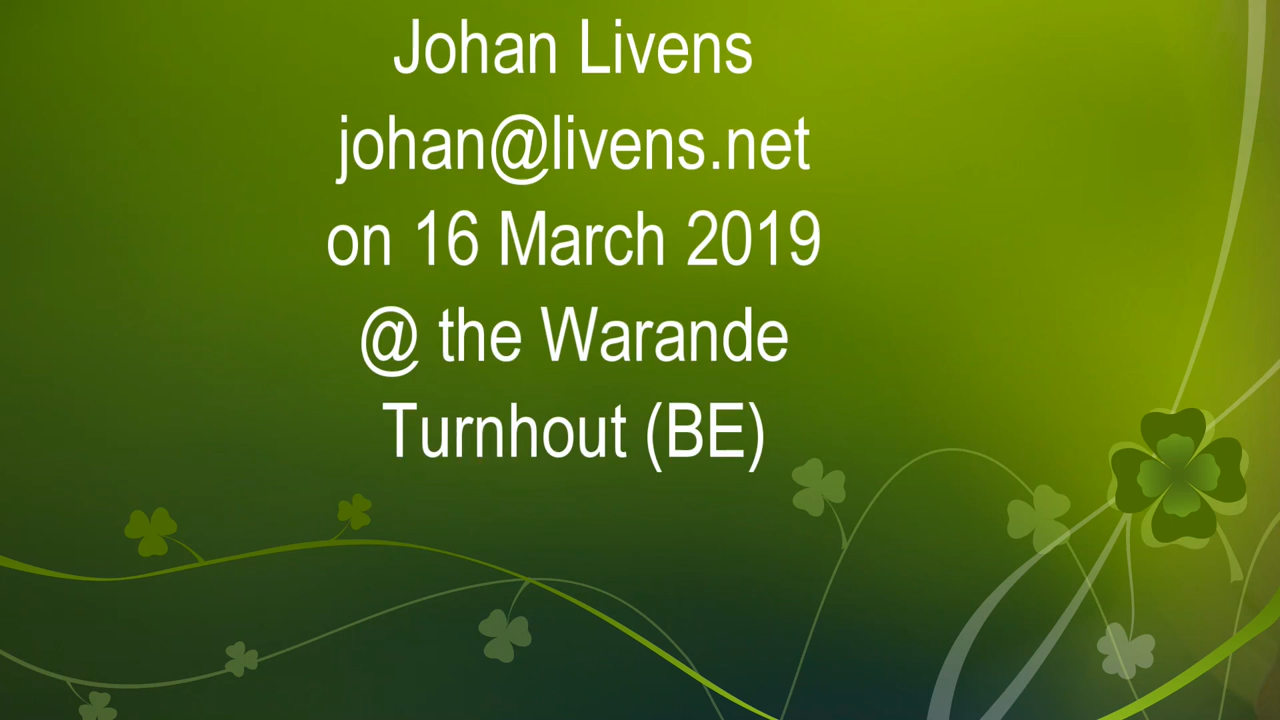 Johan Livens
johan@livens.net
on 16 March 2019
@ the Warande
Turnhout (BE)